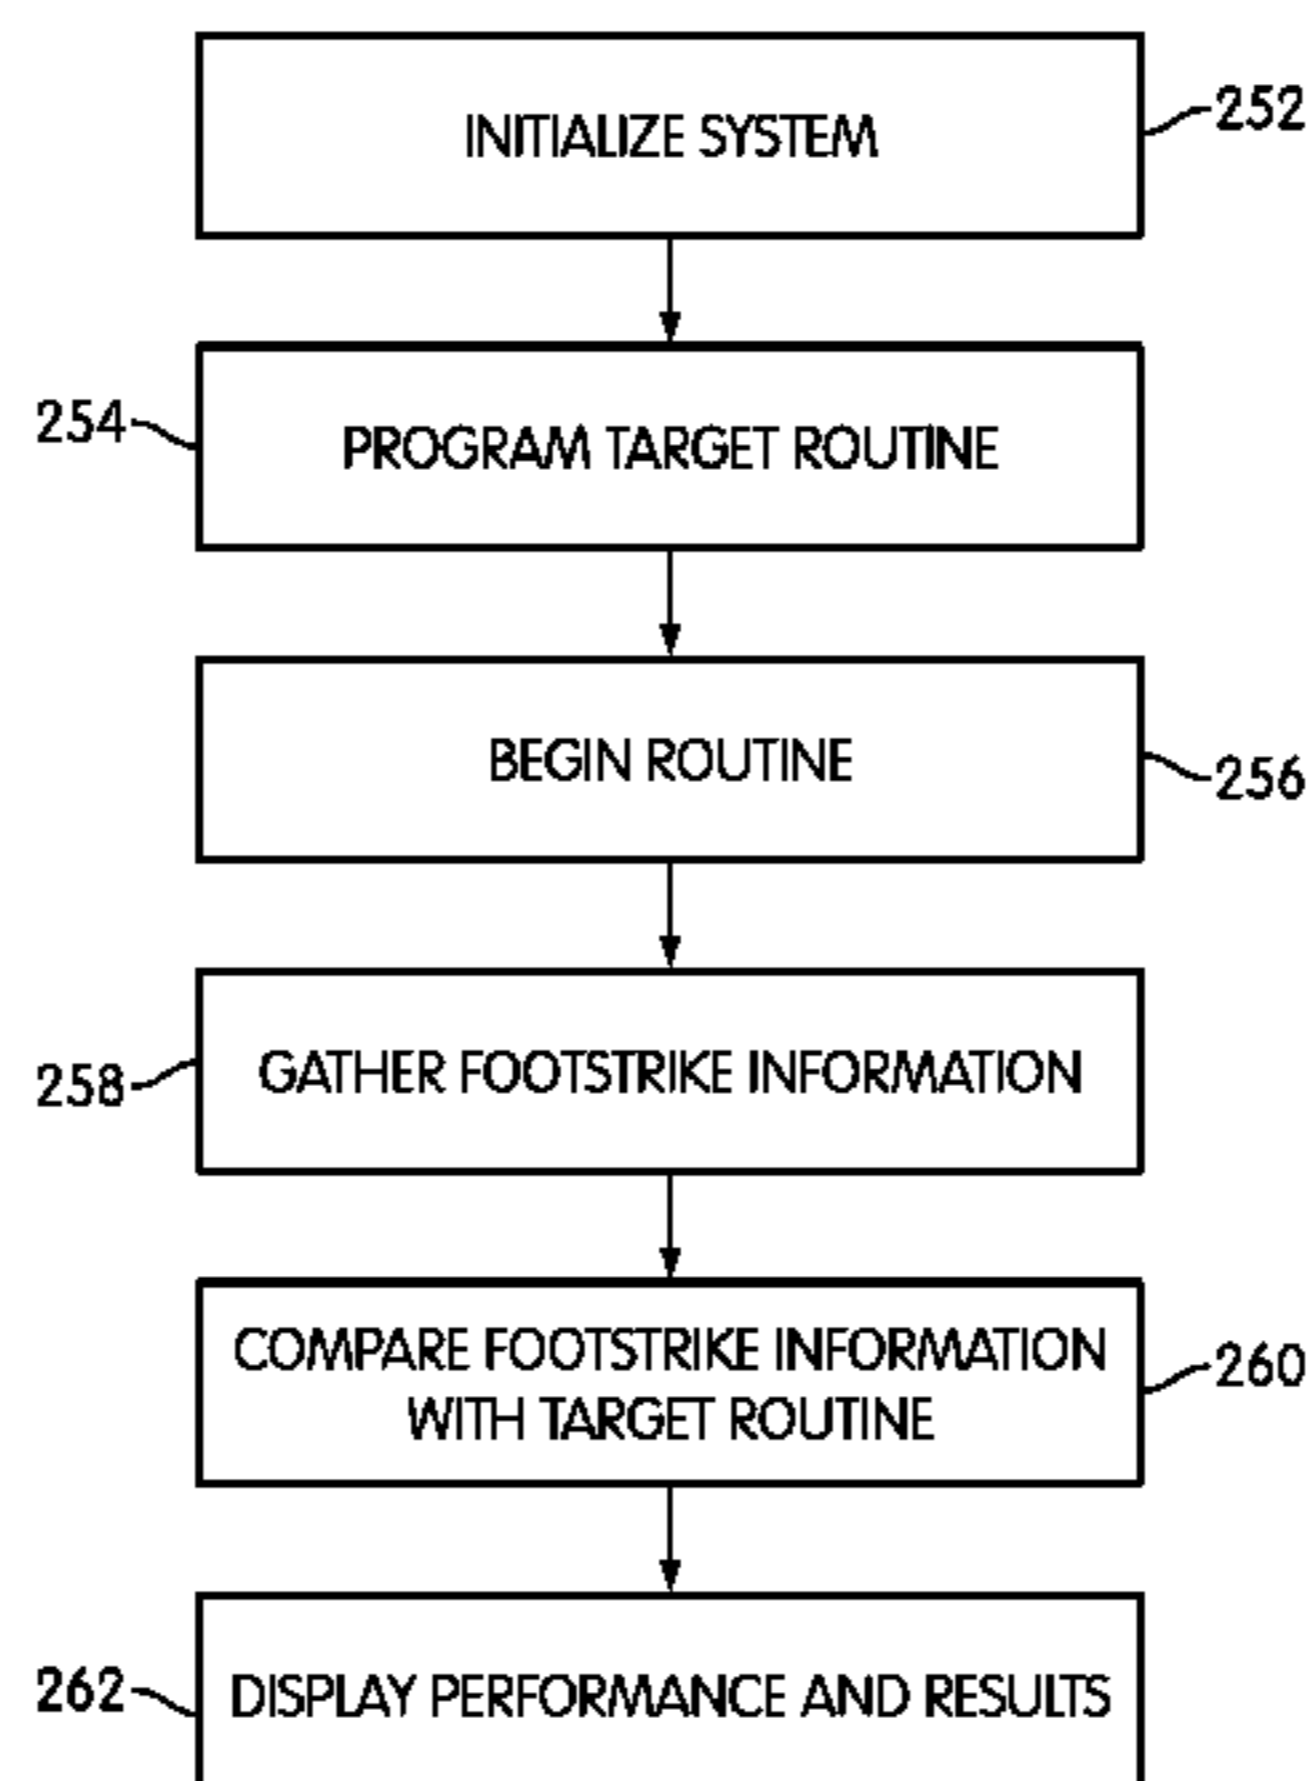 INITIALIZE SYSTEM
252
254
PROGRAM TARGET ROUTINE
BEGIN ROUTINE
256
258
GATHER FOOTSTRIKE INFORMATION
COMPARE FOOTSTRIKE INFORMATION
WITH TARGET ROUTINE
260
262
DISPLAY PERFORMANCE AND RESULTS